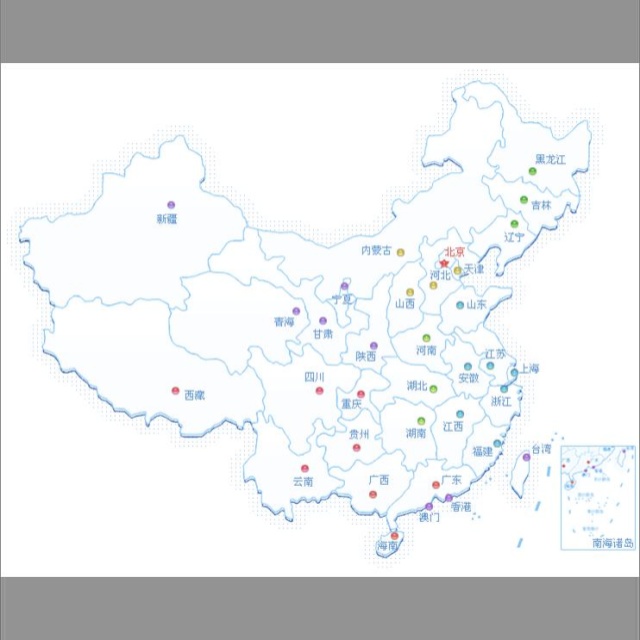 黑龙江
吉林
新疆
辽宁
内蒙古
北京
天津
河北
宁夏
山西
山东
青海
甘肃
河南
陕西
江苏
上海
四川
安徽
湖北
西藏
重庆
浙江
江西
湖南
贵州
福建
台湾
云南
广西
广东
香港
澳门
海南
南海诸岛